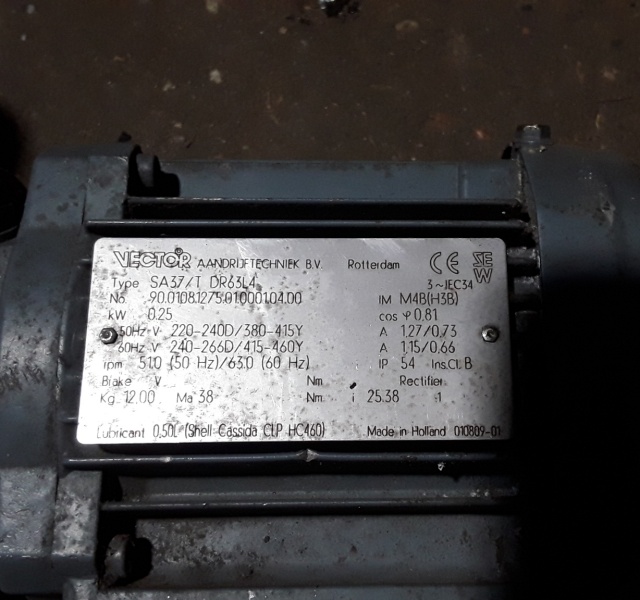 VECTOR® AANDRIJFTECHNIEK B.V. Rotterdam CE SEW
Type SA37/T DR63L4 3~IEC34
No. 90.0108.1275.01.000104.00 IM M4B(H3B)
kW 0.25 cos φ 0.81
50Hz V 220-240D/380-415Y A 1,27/0,73
60Hz V 240-266D/415-460Y A 1,15/0.66
rpm 51.0 (50 Hz)/63.0 (60 Hz) IP 54 Ins.Cl. B
Brake V Nm Rectifier
Kg 12.00 Ma 38 Nm i 25.38 :1
Lubricant 0,50L (Shell Cassida CLP HC460) Made in Holland 010809-01